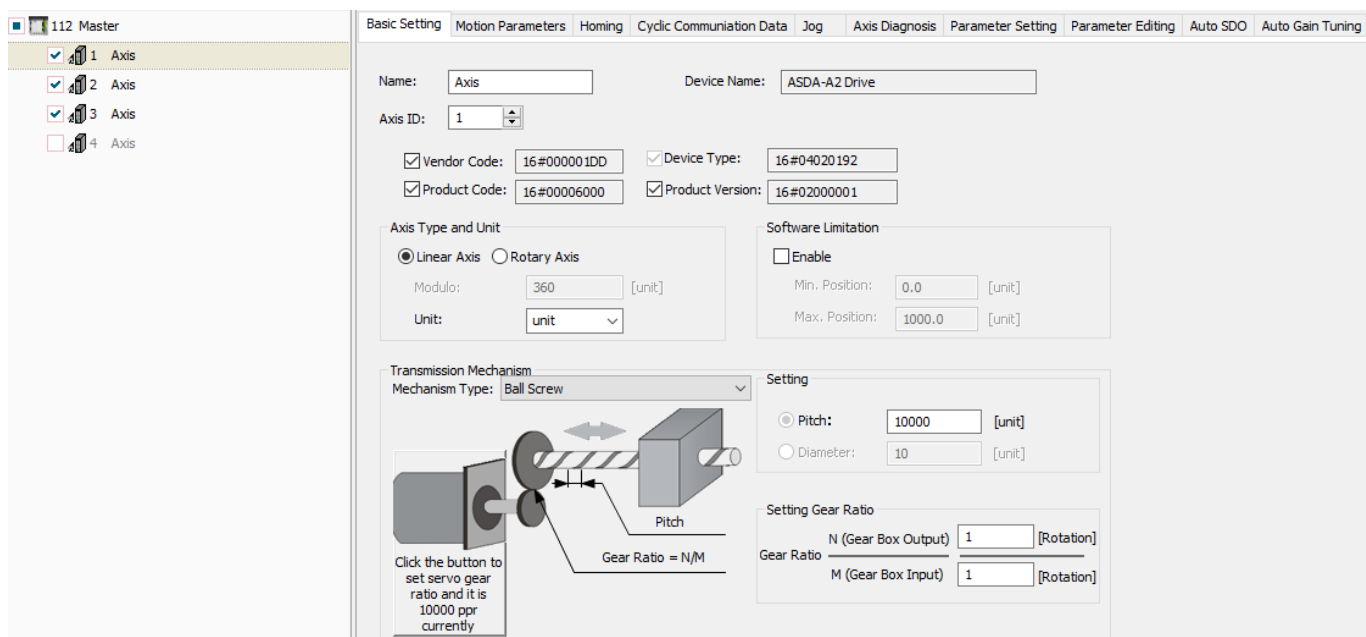 112 Master
1 Axis
2 Axis
3 Axis
4 Axis
Basic Setting Motion Parameters Homing Cyclic Communiation Data Jog Axis Diagnosis Parameter Setting Parameter Editing Auto SDO Auto Gain Tuning
Name: Axis Device Name: ASDA-A2 Drive
Axis ID: 1
Vendor Code: 16#000001DD Device Type: 16#04020192
Product Code: 16#00006000 Product Version: 16#02000001
Axis Type and Unit
Linear Axis Rotary Axis
Modulo: 360 [unit]
Unit: unit
Software Limitation
Enable
Min. Position: 0.0 [unit]
Max. Position: 1000.0 [unit]
Transmission Mechanism
Mechanism Type: Ball Screw
Pitch
Gear Ratio = N/M
Click the button to
set servo gear
ratio and it is
10000 ppr
currently
Setting
Pitch: 10000 [unit]
Diameter: 10 [unit]
Setting Gear Ratio
N (Gear Box Output) 1 [Rotation]
Gear Ratio
M (Gear Box Input) 1 [Rotation]